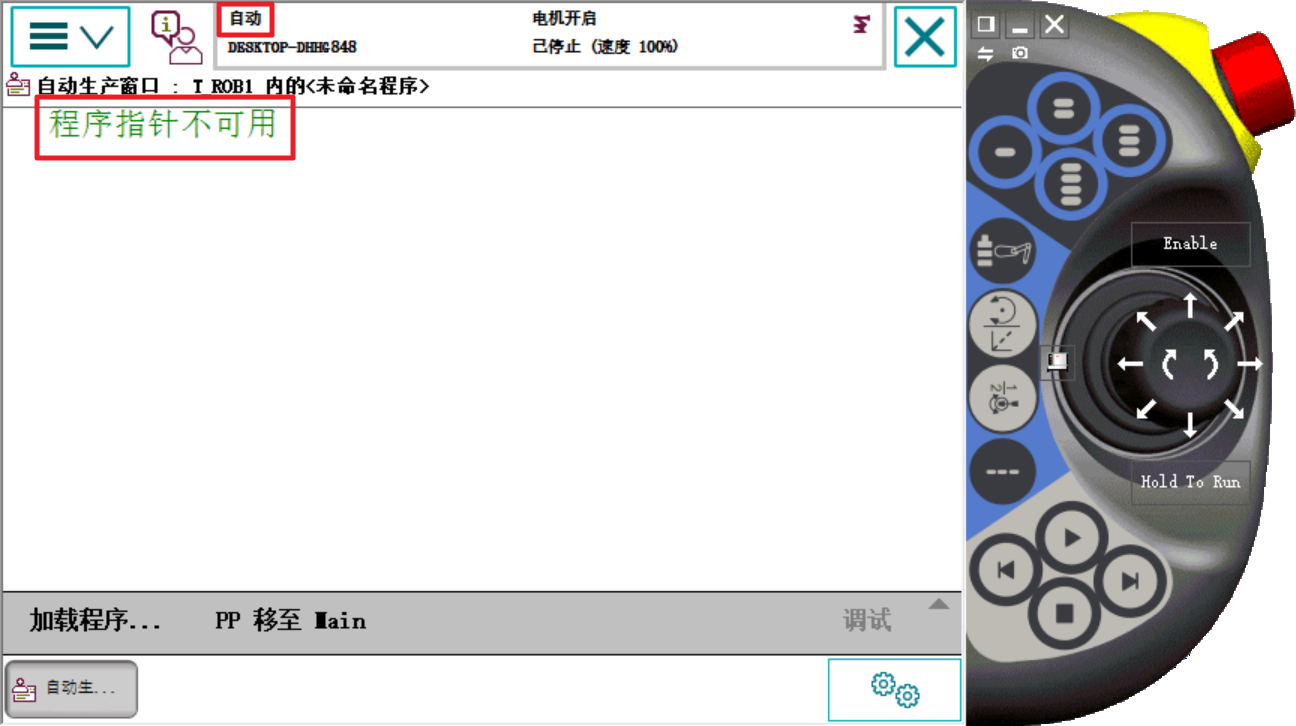 自动
电机开启
DESKTOP-DHHG848
已停止 (速度 100%)
自动生产窗口 : T_ROB1 内的<未命名程序>
程序指针不可用
Enable
Hold To Run
加载程序...
PP 移至 Main
调试
自动生...